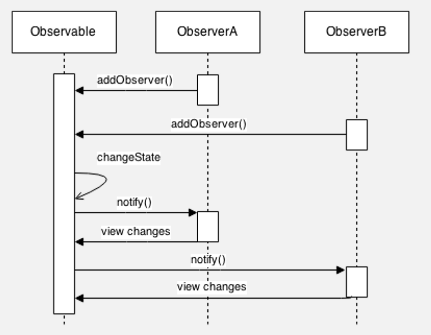 Observable
ObserverA
ObserverB
addObserver()
addObserver()
changeState
notify()
view changes
notify()
view changes